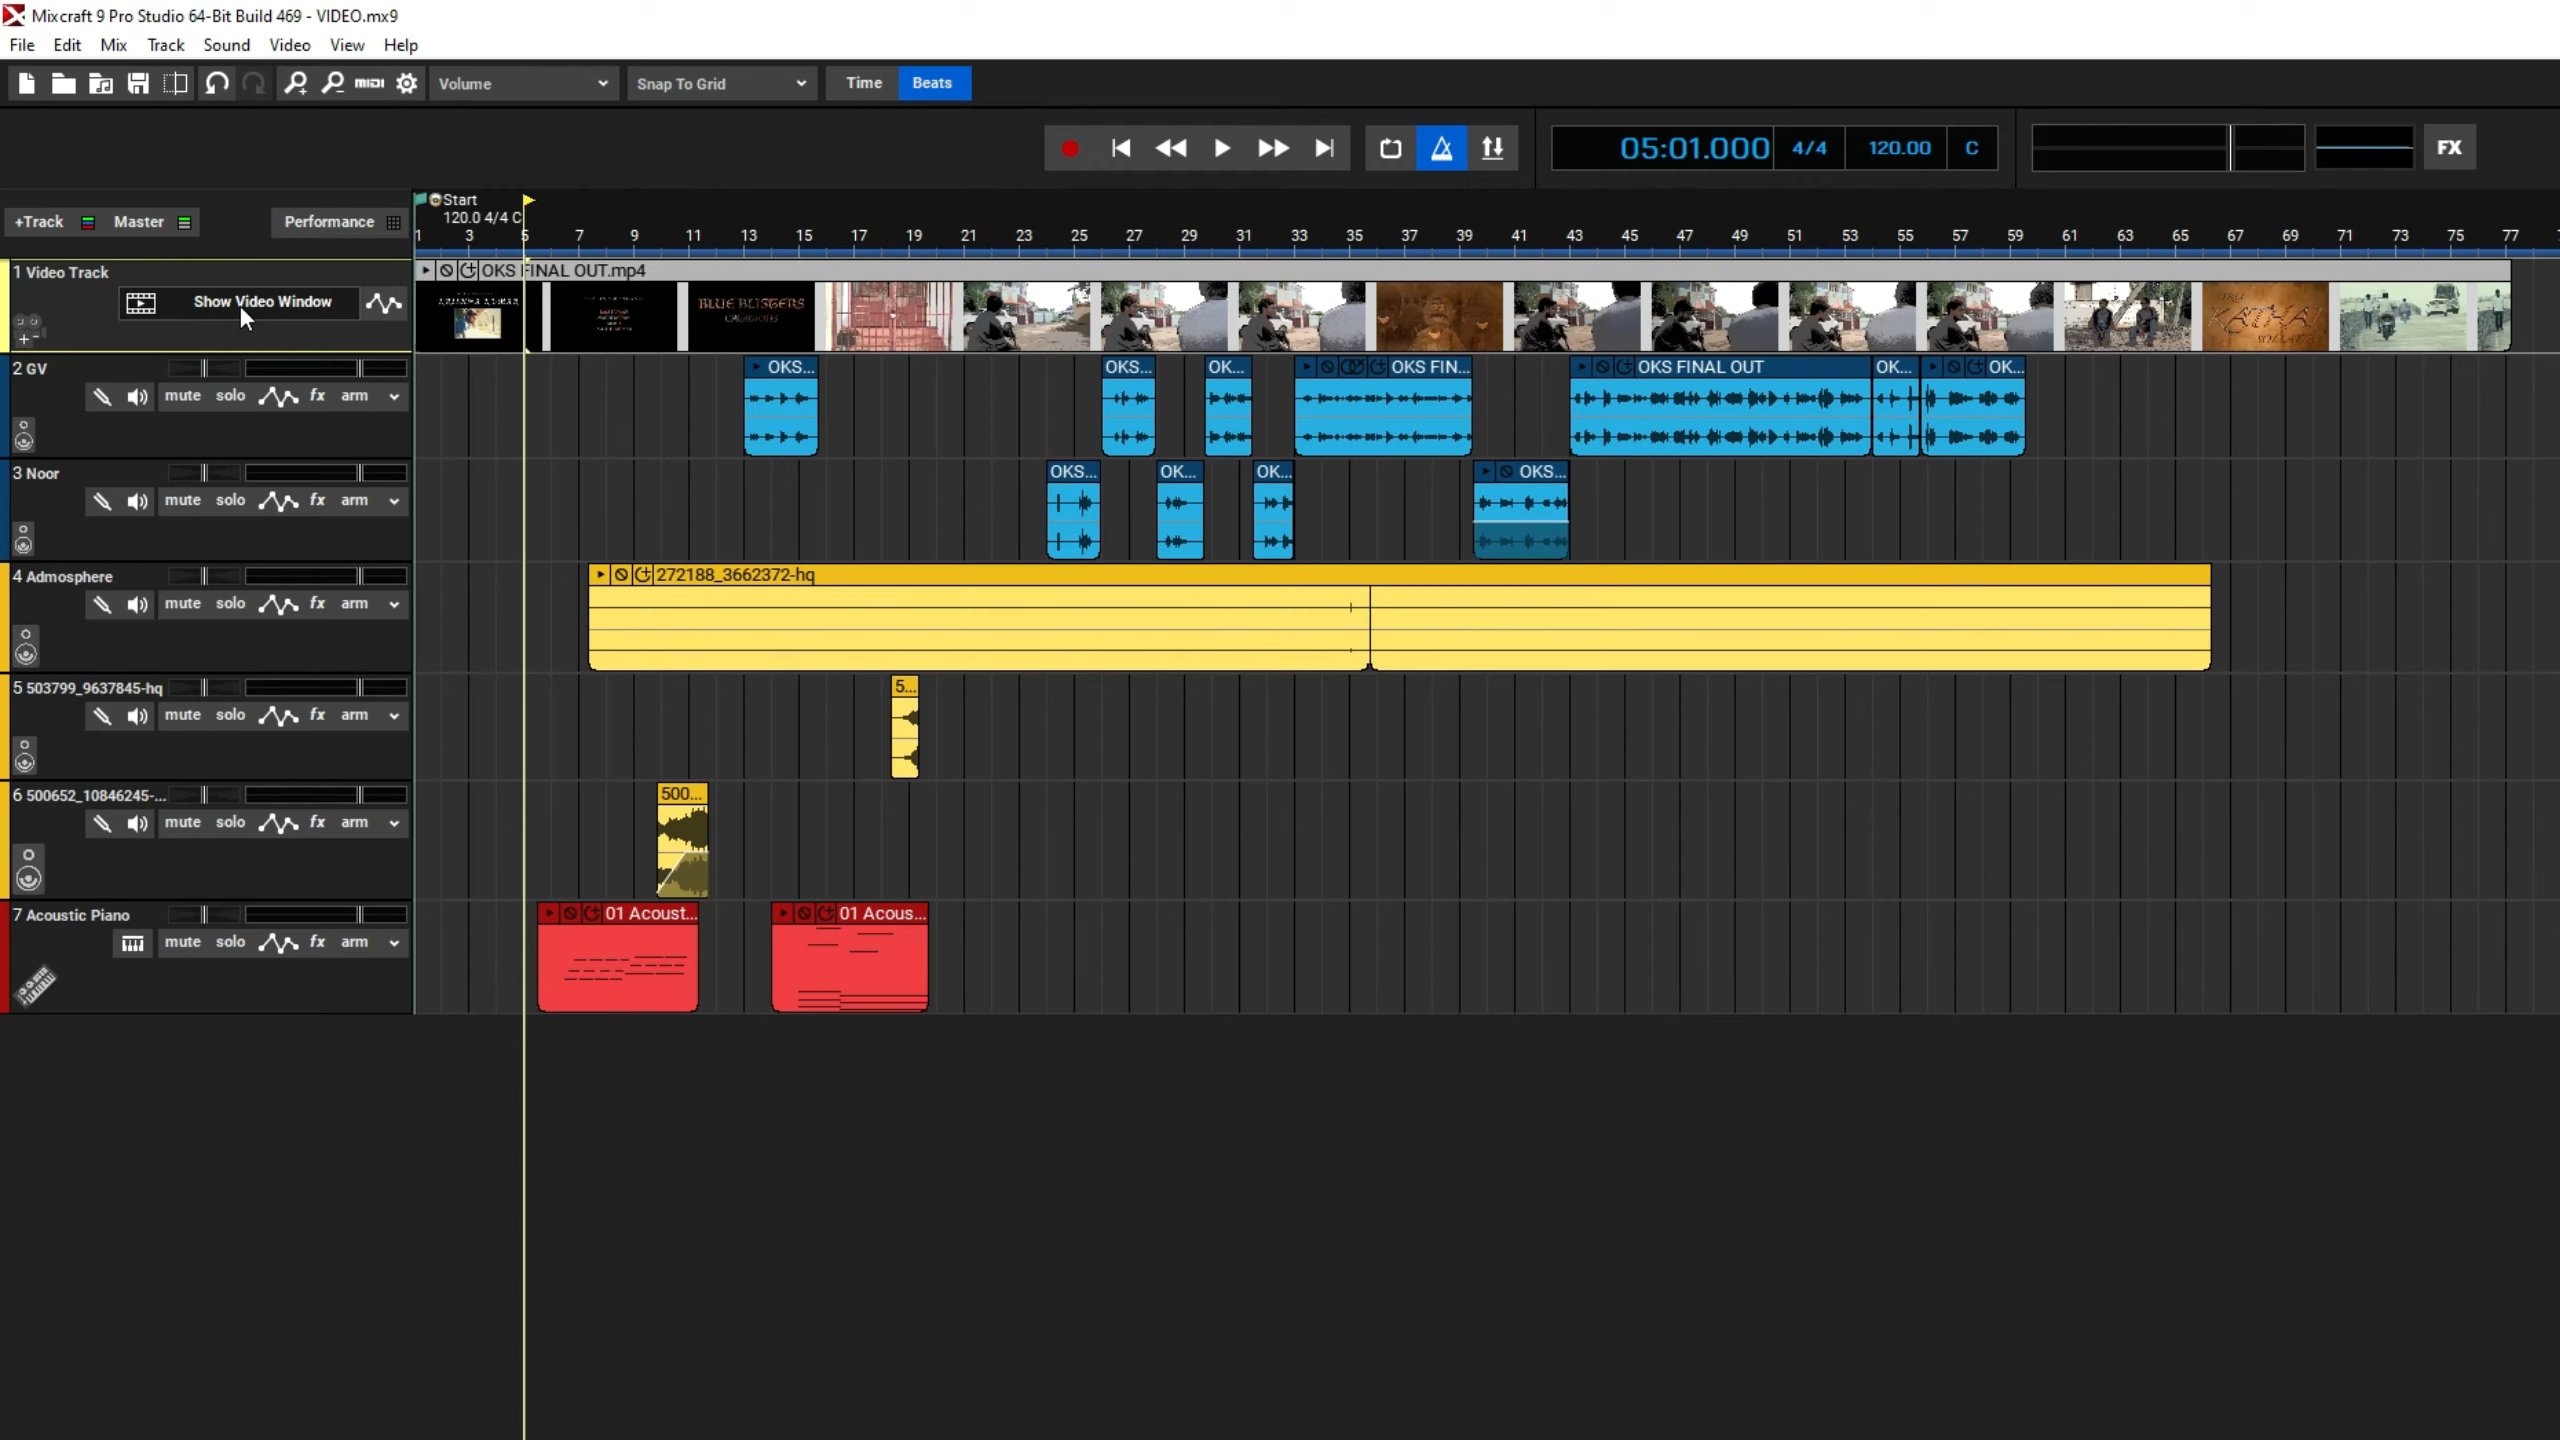 Mixcraft 9 Pro Studio 64-Bit Build 469 - VIDEO.mx9
File Edit Mix Track Sound Video View Help
MIDI Volume Snap To Grid Time Beats
05:01.000 4/4 120.00 C FX
Start
120.0 4/4 C
+Track Master Performance
1 3 5 7 9 11 13 15 17 19 21 23 25 27 29 31 33 35 37 39 41 43 45 47 49 51 53 55 57 59 61 63 65 67 69 71 73 75 77
1 Video Track
OKS FINAL OUT.mp4
Show Video Window
BLUE BLISTERS
KATHAI
2 GV
OKS... OKS... OK... OKS FIN... OKS FINAL OUT OK... OK...
mute solo fx arm
3 Noor
OKS... OK... OK... OKS...
mute solo fx arm
4 Admosphere
272188_3662372-hq
mute solo fx arm
5 503799_9637845-hq
5...
mute solo fx arm
6 500652_10846245-...
500...
mute solo fx arm
7 Acoustic Piano
01 Acoust... 01 Acous...
mute solo fx arm